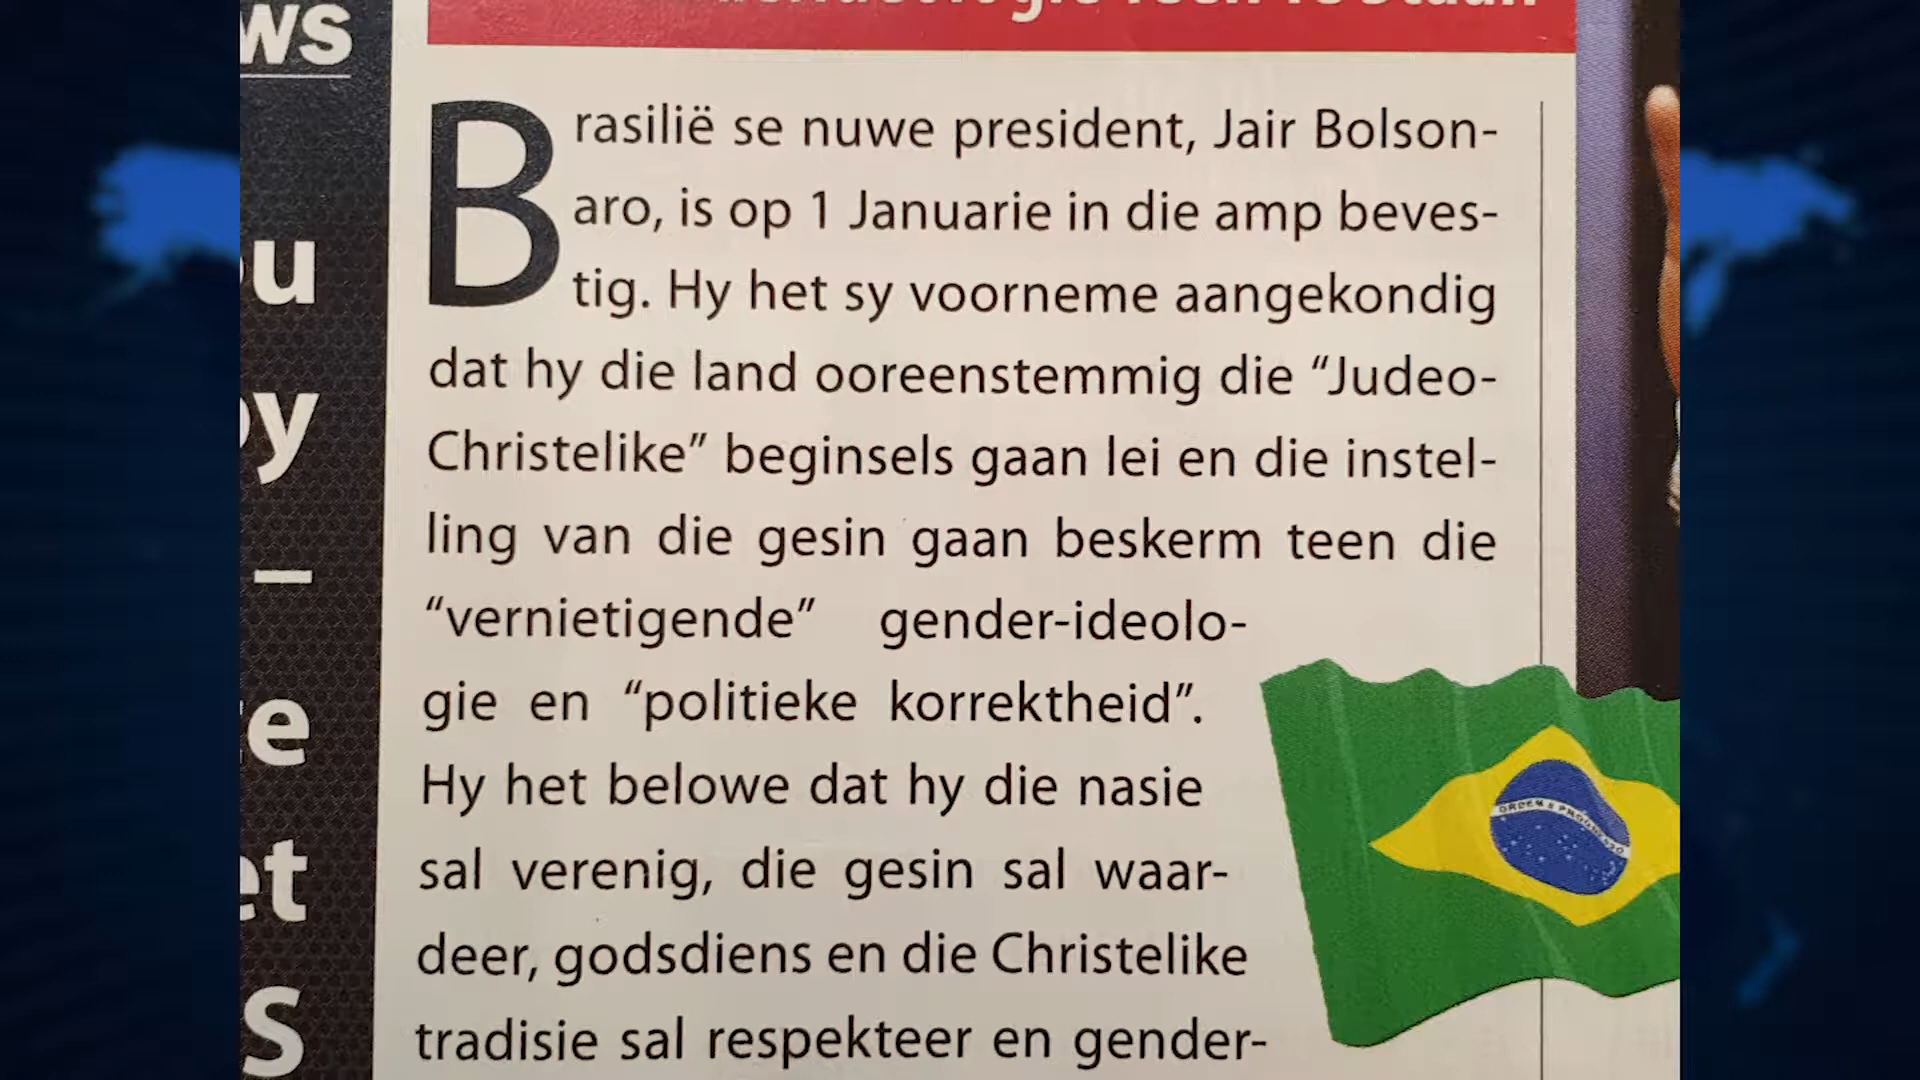 Brasilië se nuwe president, Jair Bolson-
aro, is op 1 Januarie in die amp beves-
tig. Hy het sy voorneme aangekondig
dat hy die land ooreenstemmig die “Judeo-
Christelike” beginsels gaan lei en die instel-
ling van die gesin gaan beskerm teen die
“vernietigende” gender-ideolo-
gie en “politieke korrektheid”.
Hy het belowe dat hy die nasie
sal verenig, die gesin sal waar-
deer, godsdiens en die Christelike
tradisie sal respekteer en gender-